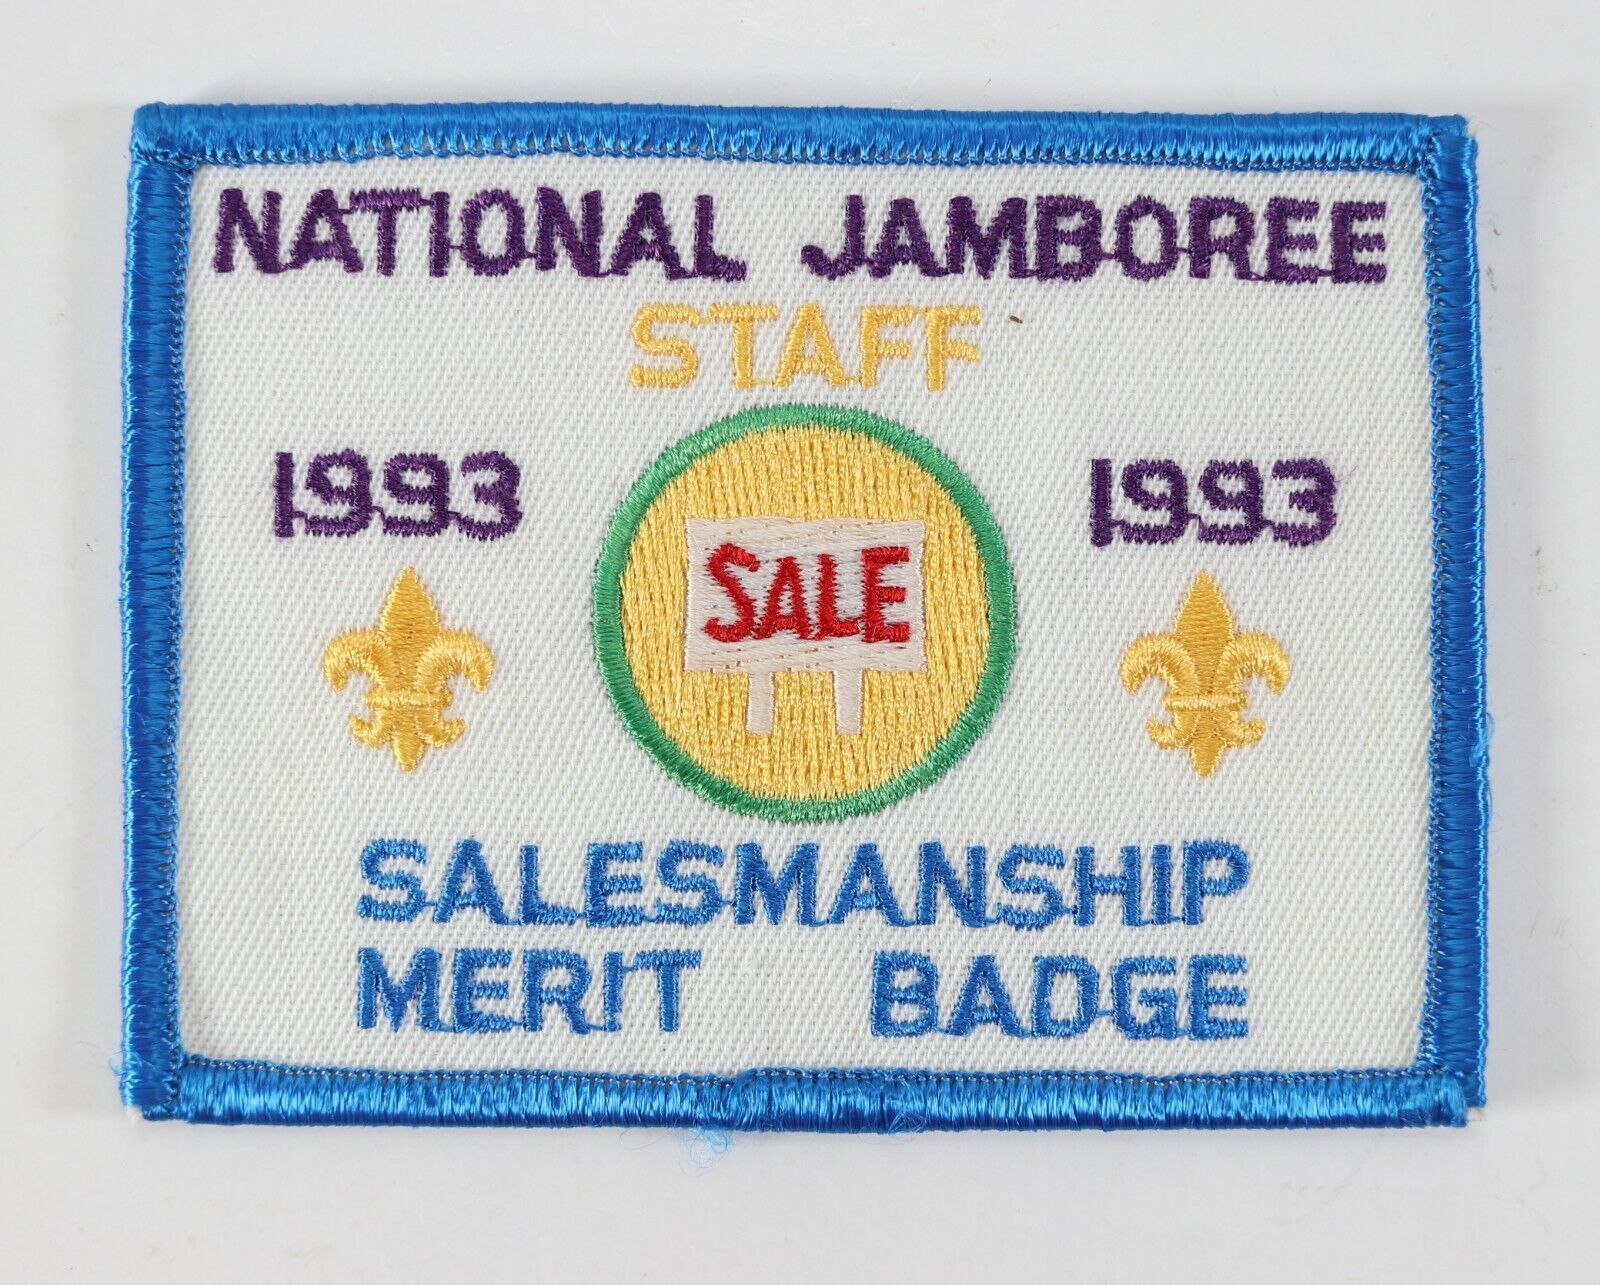 NATIONAL JAMBOREE
STAFF
1993 1993
SALE
SALESMANSHIP
MERIT BADGE